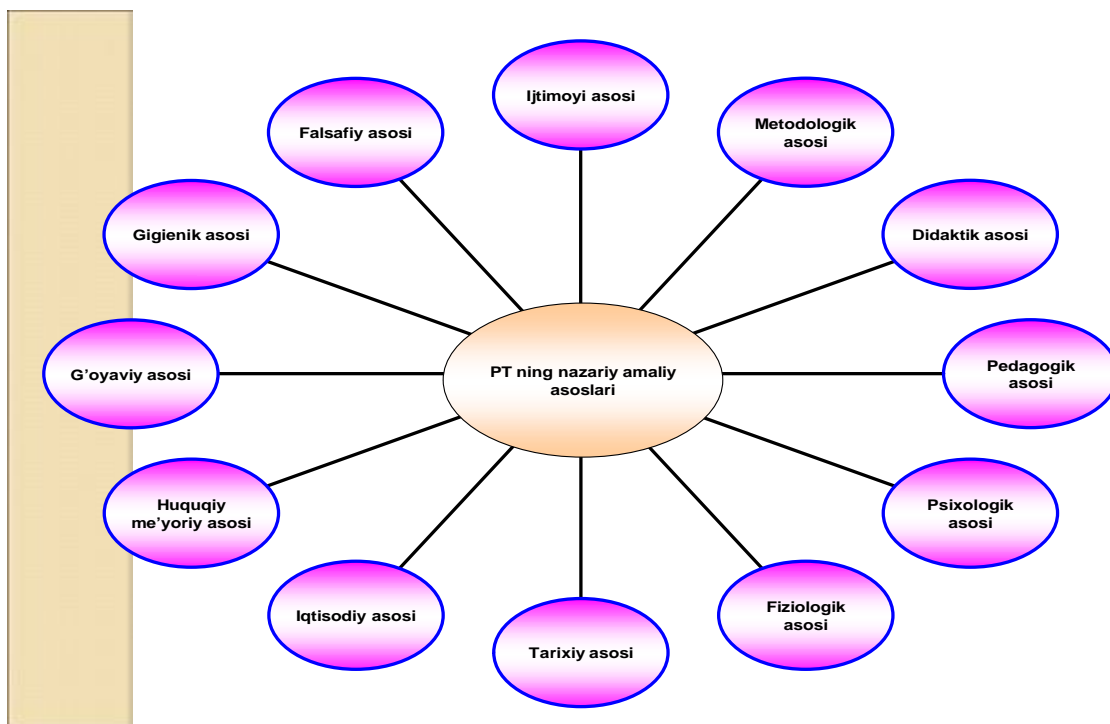 Ijtimoyi asosi
Falsafiy asosi
Metodologik
asosi
Gigienik asosi
Didaktik asosi
G'oyaviy asosi
PT ning nazariy amaliy
asoslari
Pedagogik
asosi
Huquqiy
me'yoriy asosi
Psixologik
asosi
Iqtisodiy asosi
Fiziologik
asosi
Tarixiy asosi